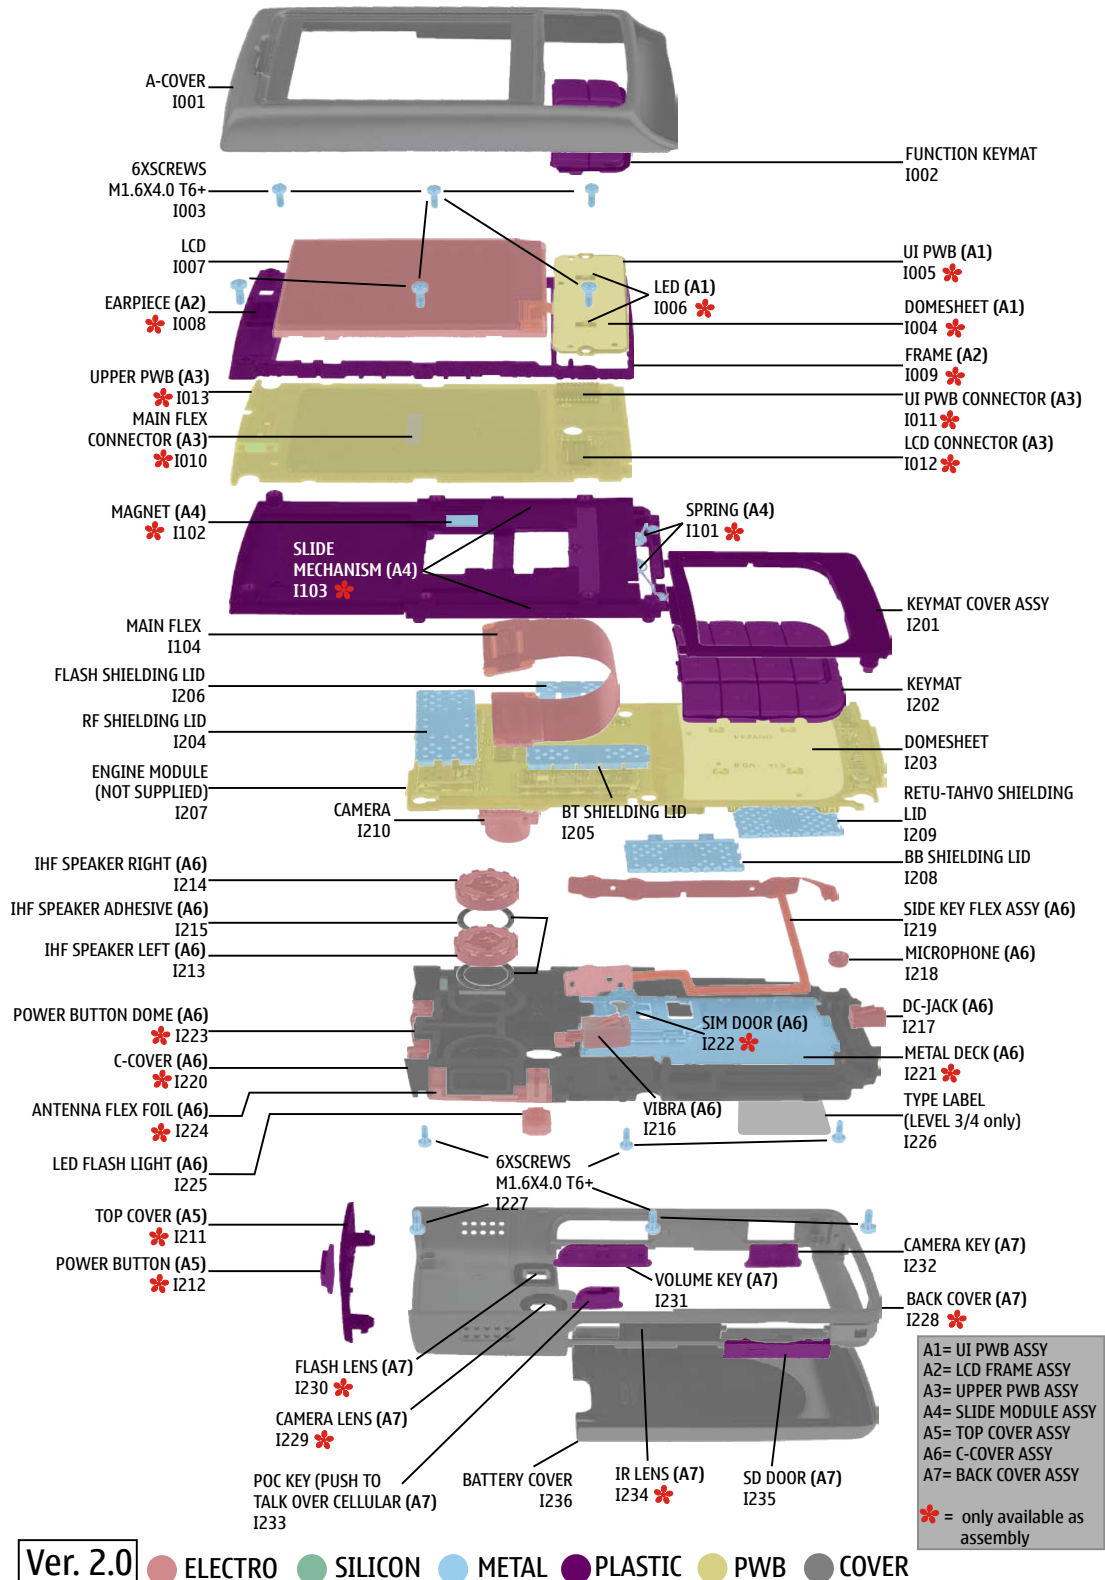 A-COVER
I001
FUNCTION KEYMAT
I002
6XSCREWS
M1.6X4.0 T6+
I003
LCD
I007
UI PWB (A1)
I005
LED (A1)
I006
EARPIECE (A2)
I008
DOMESHEET (A1)
I004
FRAME (A2)
I009
UPPER PWB (A3)
I013
UI PWB CONNECTOR (A3)
I011
MAIN FLEX
CONNECTOR (A3)
I010
LCD CONNECTOR (A3)
I012
MAGNET (A4)
I102
SPRING (A4)
I101
SLIDE
MECHANISM (A4)
I103
KEYMAT COVER ASSY
I201
MAIN FLEX
I104
FLASH SHIELDING LID
I206
KEYMAT
I202
RF SHIELDING LID
I204
DOMESHEET
I203
ENGINE MODULE
(NOT SUPPLIED)
I207
RETU-TAHVO SHIELDING
LID
I209
CAMERA
I210
BT SHIELDING LID
I205
BB SHIELDING LID
I208
IHF SPEAKER RIGHT (A6)
I214
IHF SPEAKER ADHESIVE (A6)
I215
SIDE KEY FLEX ASSY (A6)
I219
IHF SPEAKER LEFT (A6)
I213
MICROPHONE (A6)
I218
POWER BUTTON DOME (A6)
I223
DC-JACK (A6)
I217
SIM DOOR (A6)
I222
C-COVER (A6)
I220
METAL DECK (A6)
I221
ANTENNA FLEX FOIL (A6)
I224
VIBRA (A6)
I216
TYPE LABEL
(LEVEL 3/4 only)
I226
LED FLASH LIGHT (A6)
I225
6XSCREWS
M1.6X4.0 T6+
I227
TOP COVER (A5)
I211
POWER BUTTON (A5)
I212
CAMERA KEY (A7)
I232
VOLUME KEY (A7)
I231
BACK COVER (A7)
I228
FLASH LENS (A7)
I230
CAMERA LENS (A7)
I229
POC KEY (PUSH TO
TALK OVER CELLULAR (A7)
I233
BATTERY COVER
I236
IR LENS (A7)
I234
SD DOOR (A7)
I235
A1= UI PWB ASSY
A2= LCD FRAME ASSY
A3= UPPER PWB ASSY
A4= SLIDE MODULE ASSY
A5= TOP COVER ASSY
A6= C-COVER ASSY
A7= BACK COVER ASSY
= only available as
assembly
Ver. 2.0 ELECTRO SILICON METAL PLASTIC PWB COVER